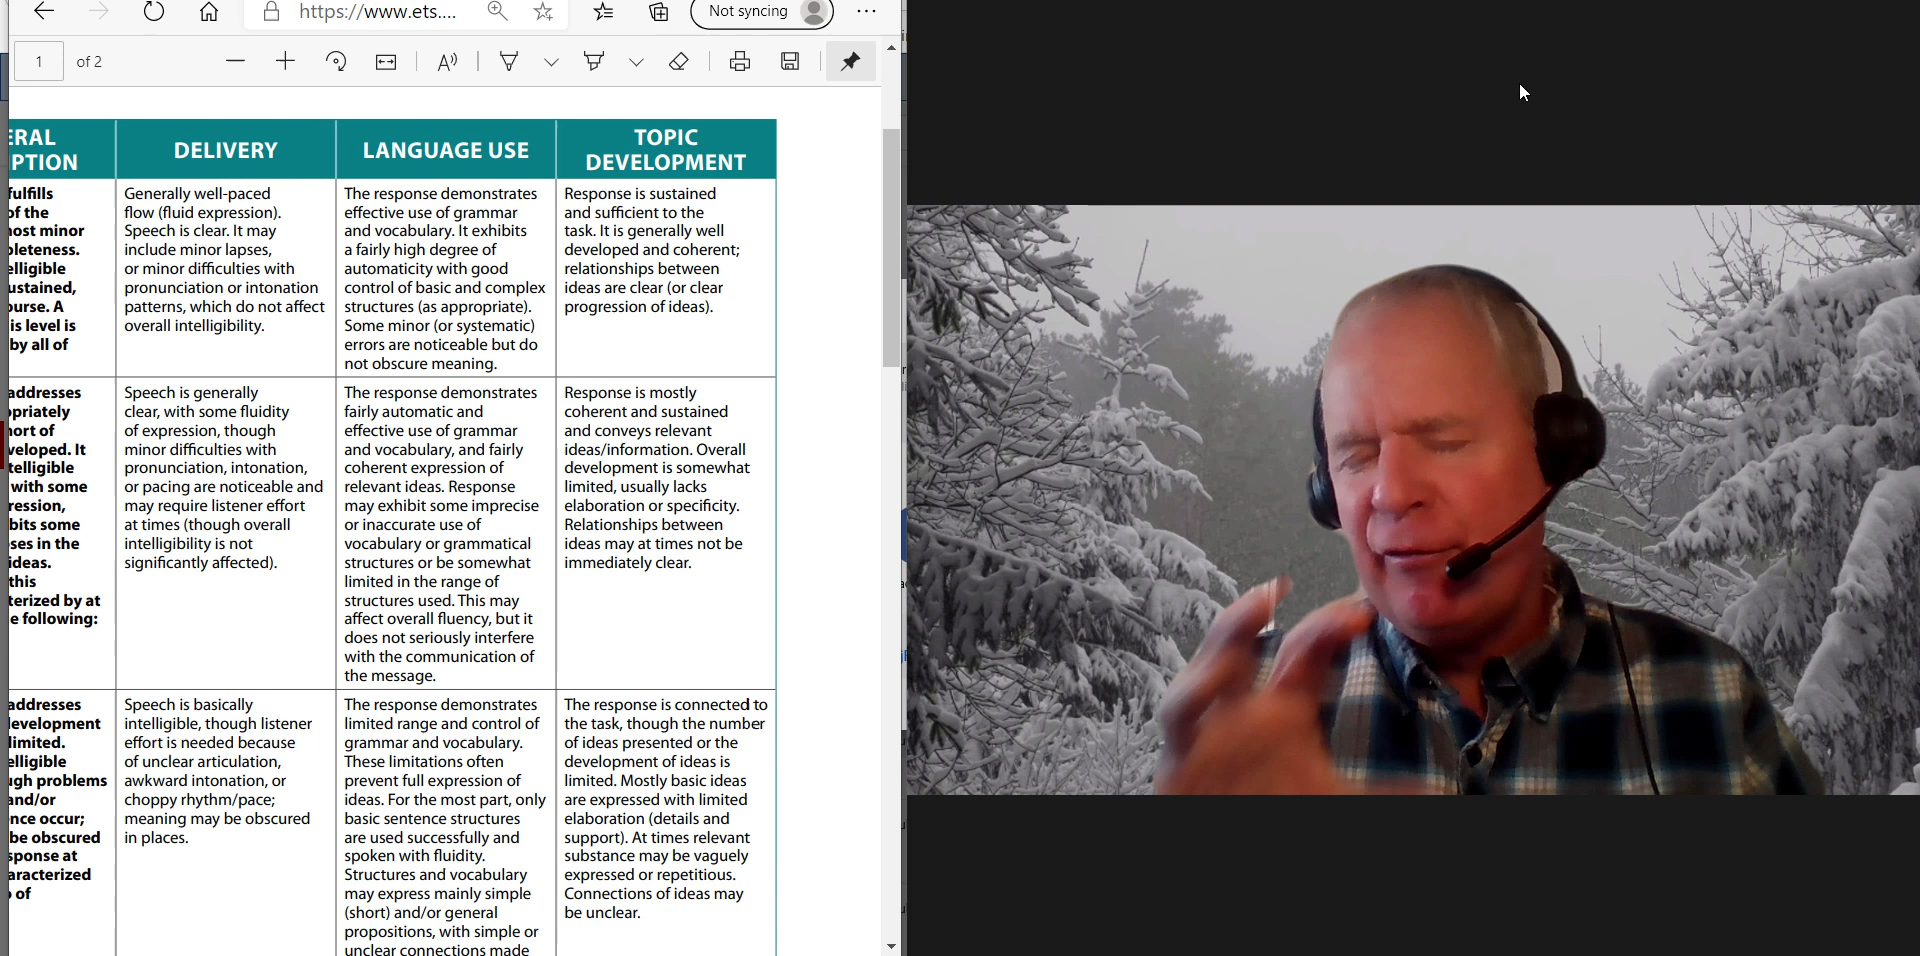 https://www.ets....
Not syncing
1
of 2
ERAL
PTION
DELIVERY
LANGUAGE USE
TOPIC
DEVELOPMENT
fulfills
of the
most minor
pleteness.
elligible
ustained,
ourse. A
is level is
by all of
Generally well-paced
flow (fluid expression).
Speech is clear. It may
include minor lapses,
or minor difficulties with
pronunciation or intonation
patterns, which do not affect
overall intelligibility.
The response demonstrates
effective use of grammar
and vocabulary. It exhibits
a fairly high degree of
automaticity with good
control of basic and complex
structures (as appropriate).
Some minor (or systematic)
errors are noticeable but do
not obscure meaning.
Response is sustained
and sufficient to the
task. It is generally well
developed and coherent;
relationships between
ideas are clear (or clear
progression of ideas).
addresses
opriately
hort of
veloped. It
telligible
with some
ression,
bits some
ses in the
ideas.
this
terized by at
e following:
Speech is generally
clear, with some fluidity
of expression, though
minor difficulties with
pronunciation, intonation,
or pacing are noticeable and
may require listener effort
at times (though overall
intelligibility is not
significantly affected).
The response demonstrates
fairly automatic and
effective use of grammar
and vocabulary, and fairly
coherent expression of
relevant ideas. Response
may exhibit some imprecise
or inaccurate use of
vocabulary or grammatical
structures or be somewhat
limited in the range of
structures used. This may
affect overall fluency, but it
does not seriously interfere
with the communication of
the message.
Response is mostly
coherent and sustained
and conveys relevant
ideas/information. Overall
development is somewhat
limited, usually lacks
elaboration or specificity.
Relationships between
ideas may at times not be
immediately clear.
addresses
development
limited.
elligible
ugh problems
and/or
nce occur;
be obscured
sponse at
aracterized
o of
Speech is basically
intelligible, though listener
effort is needed because
of unclear articulation,
awkward intonation, or
choppy rhythm/pace;
meaning may be obscured
in places.
The response demonstrates
limited range and control of
grammar and vocabulary.
These limitations often
prevent full expression of
ideas. For the most part, only
basic sentence structures
are used successfully and
spoken with fluidity.
Structures and vocabulary
may express mainly simple
(short) and/or general
propositions, with simple or
unclear connections made
The response is connected to
the task, though the number
of ideas presented or the
development of ideas is
limited. Mostly basic ideas
are expressed with limited
elaboration (details and
support). At times relevant
substance may be vaguely
expressed or repetitious.
Connections of ideas may
be unclear.